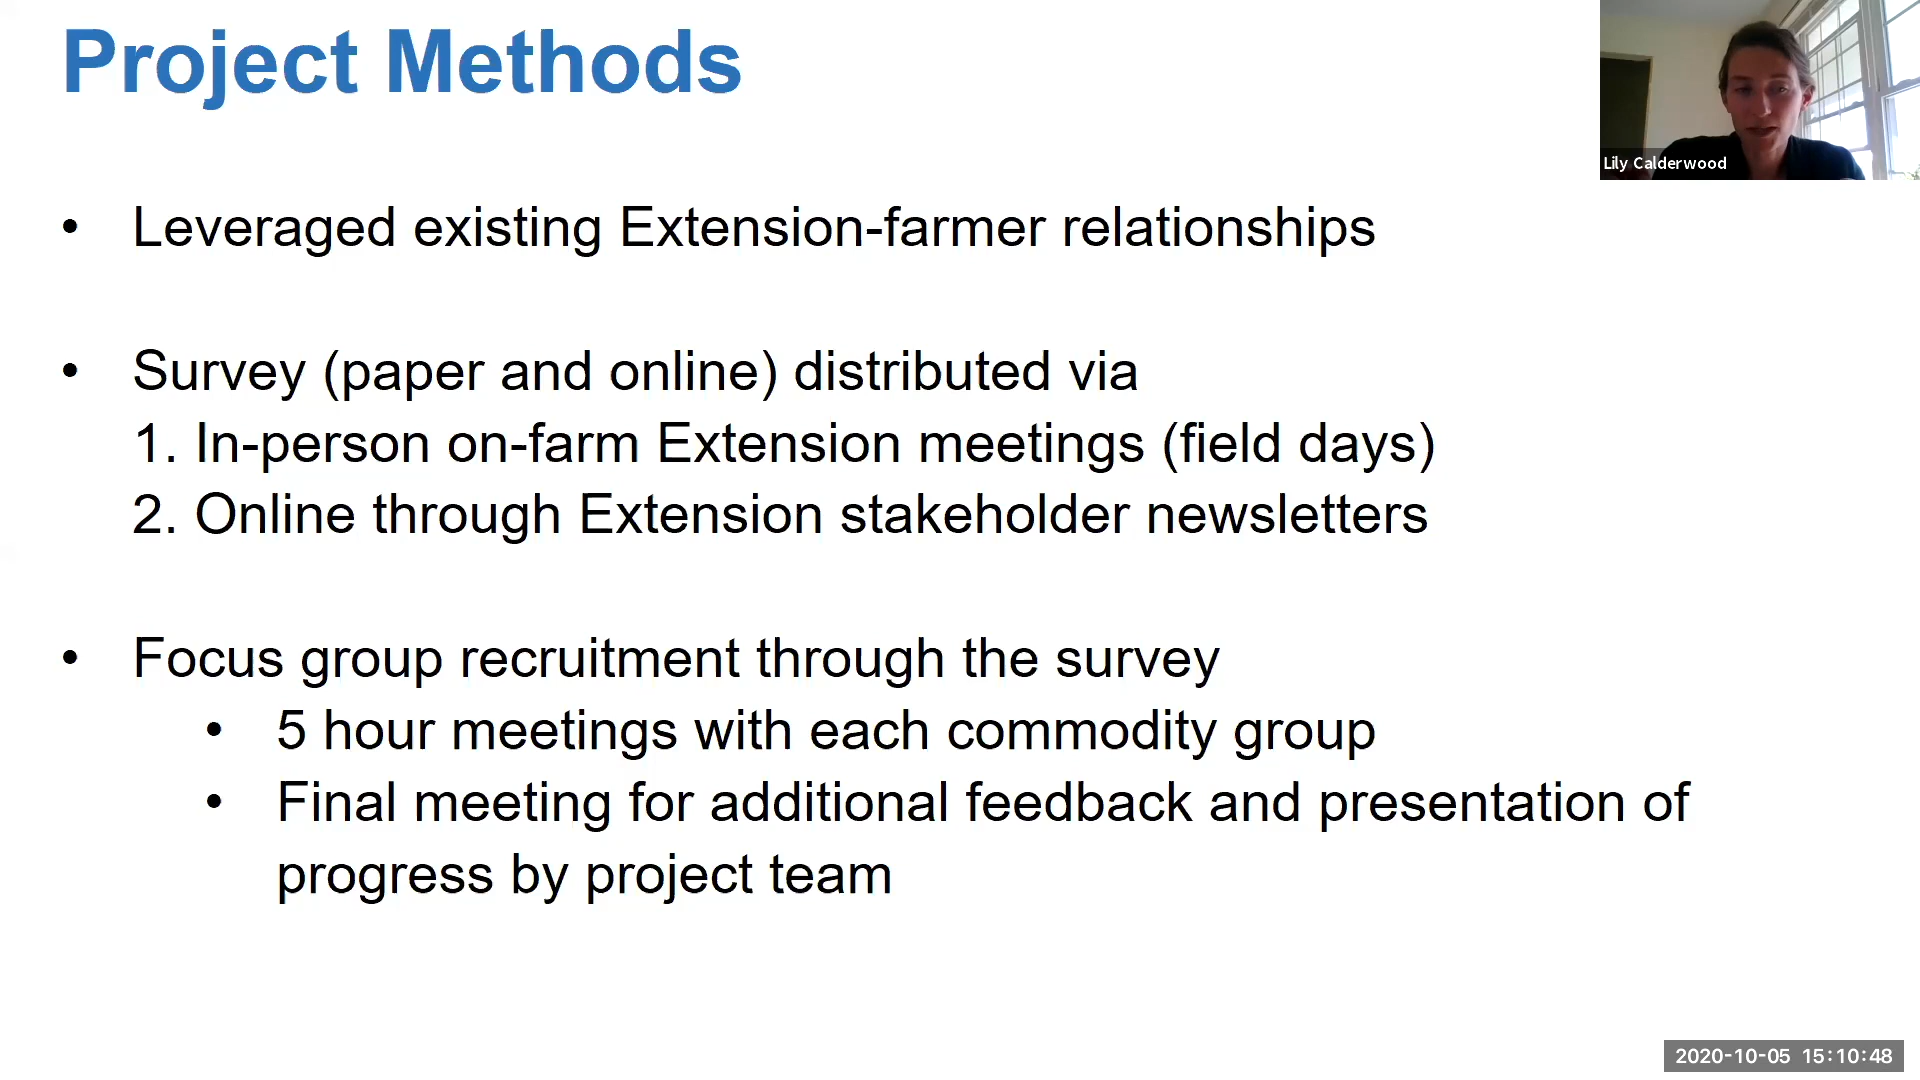 Project Methods
Lily Calderwood
• Leveraged existing Extension-farmer relationships
• Survey (paper and online) distributed via
1. In-person on-farm Extension meetings (field days)
2. Online through Extension stakeholder newsletters
• Focus group recruitment through the survey
• 5 hour meetings with each commodity group
• Final meeting for additional feedback and presentation of
progress by project team
2020-10-05 15:10:48